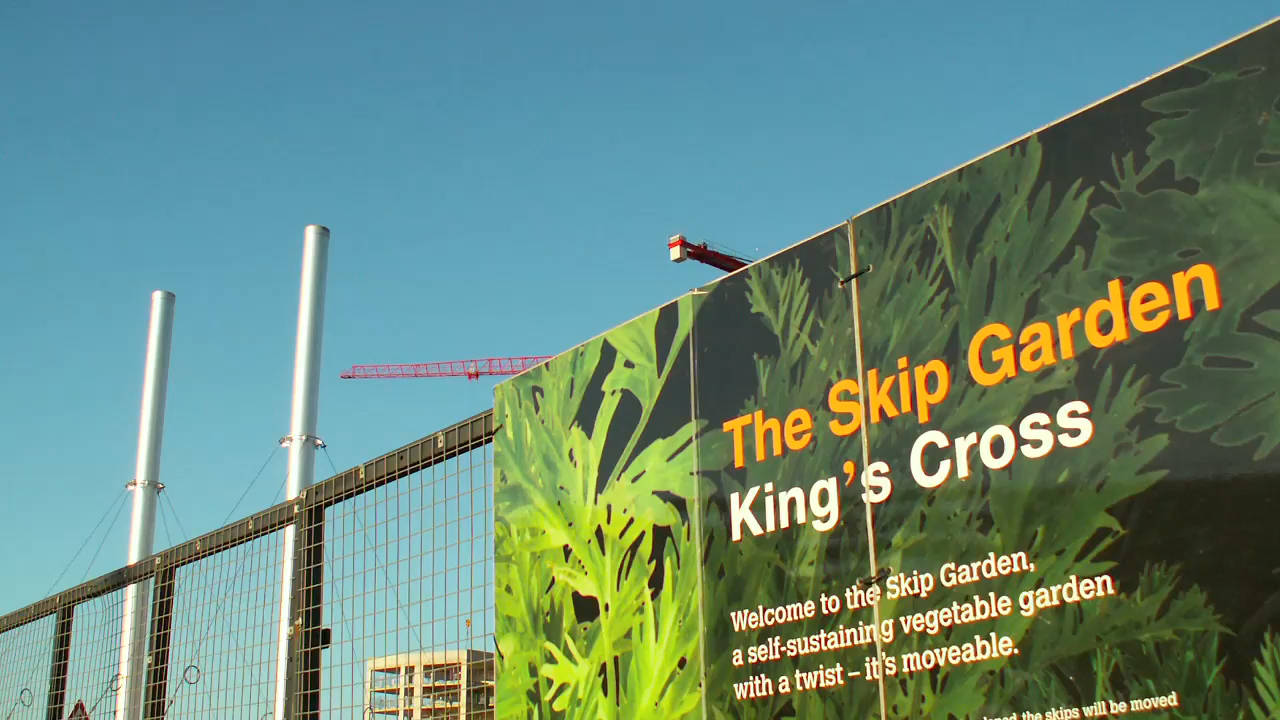 The Skip Garden
King's Cross
Welcome to the Skip Garden,
a self-sustaining vegetable garden
with a twist – it's moveable.
the skips will be moved